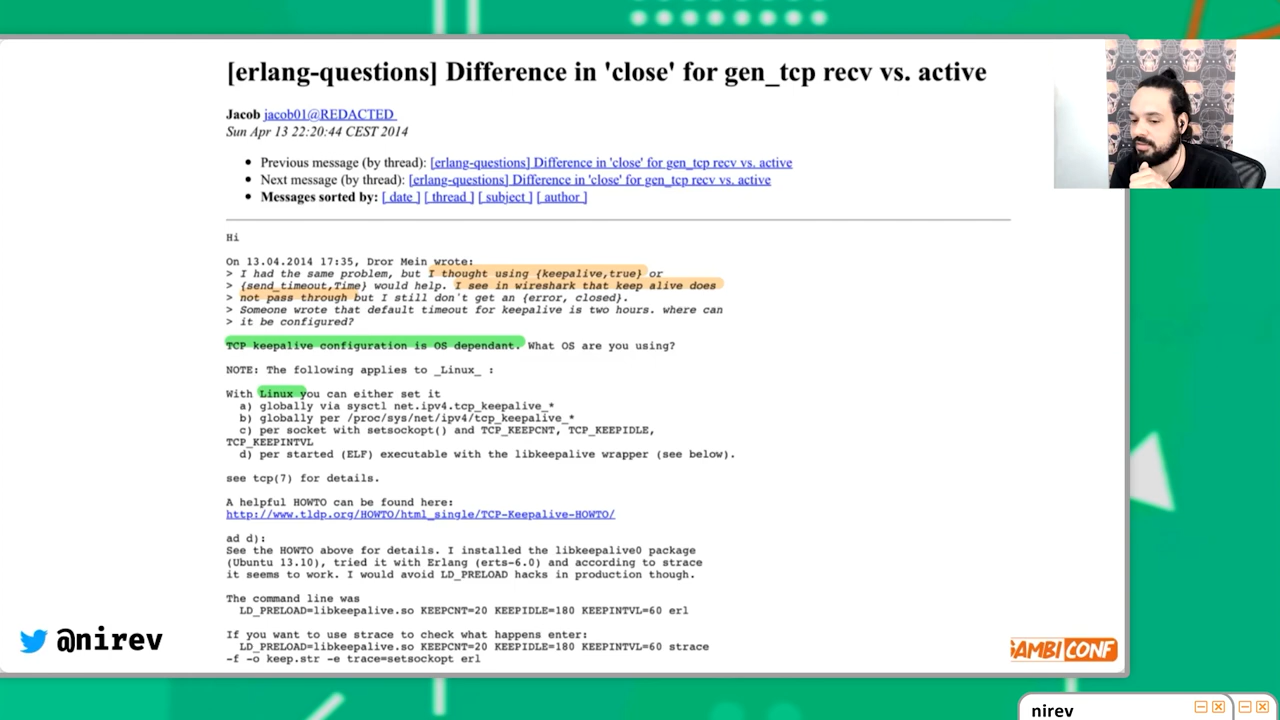 [erlang-questions] Difference in 'close' for gen_tcp recv vs. active
Jacob jacob01@REDACTED
Sun Apr 13 22:20:44 CEST 2014
• Previous message (by thread): [erlang-questions] Difference in 'close' for gen_tcp recv vs. active
• Next message (by thread): [erlang-questions] Difference in 'close' for gen_tcp recv vs. active
• Messages sorted by: [ date ] [ thread ] [ subject ] [ author ]
Hi
On 13.04.2014 17:35, Dror Mein wrote:
> I had the same problem, but I thought using {keepalive,true} or
> {send_timeout,Time} would help. I see in wireshark that keep alive does
> not pass through but I still don't get an {error, closed}.
> Someone wrote that default timeout for keepalive is two hours. where can
> it be configured?
TCP keepalive configuration is OS dependant. What OS are you using?
NOTE: The following applies to _Linux_ :
With Linux you can either set it
a) globally via sysctl net.ipv4.tcp_keepalive_*
b) globally per /proc/sys/net/ipv4/tcp_keepalive_*
c) per socket with setsockopt() and TCP_KEEPCNT, TCP_KEEPIDLE,
TCP_KEEPINTVL
d) per started (ELF) executable with the libkeepalive wrapper (see below).
see tcp(7) for details.
A helpful HOWTO can be found here:
http://www.tldp.org/HOWTO/html_single/TCP-Keepalive-HOWTO/
ad d):
See the HOWTO above for details. I installed the libkeepalive0 package
(Ubuntu 13.10), tried it with Erlang (erts-6.0) and according to strace
it seems to work. I would avoid LD_PRELOAD hacks in production though.
The command line was
LD_PRELOAD=libkeepalive.so KEEPCNT=20 KEEPIDLE=180 KEEPINTVL=60 erl
If you want to use strace to check what happens enter:
LD_PRELOAD=libkeepalive.so KEEPCNT=20 KEEPIDLE=180 KEEPINTVL=60 strace
-f -o keep.str -e trace=setsockopt erl
@nirev
GAMBICONF
nirev